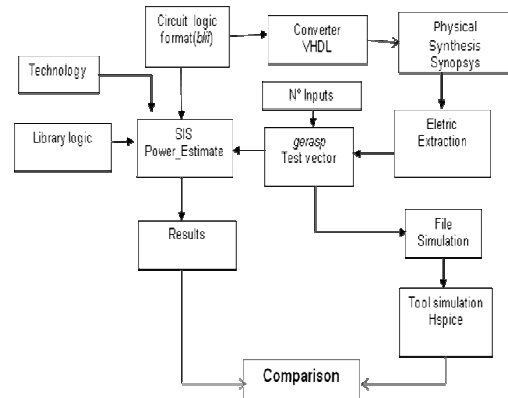 Circuit logic
format(blif)
Converter
VHDL
Physical
Synthesis
Synopsys
Technology
Nº Inputs
Library logic
SIS
Power_Estimate
gerasp
Test vector
Eletric
Extraction
Results
File
Simulation
Tool simulation
Hspice
Comparison